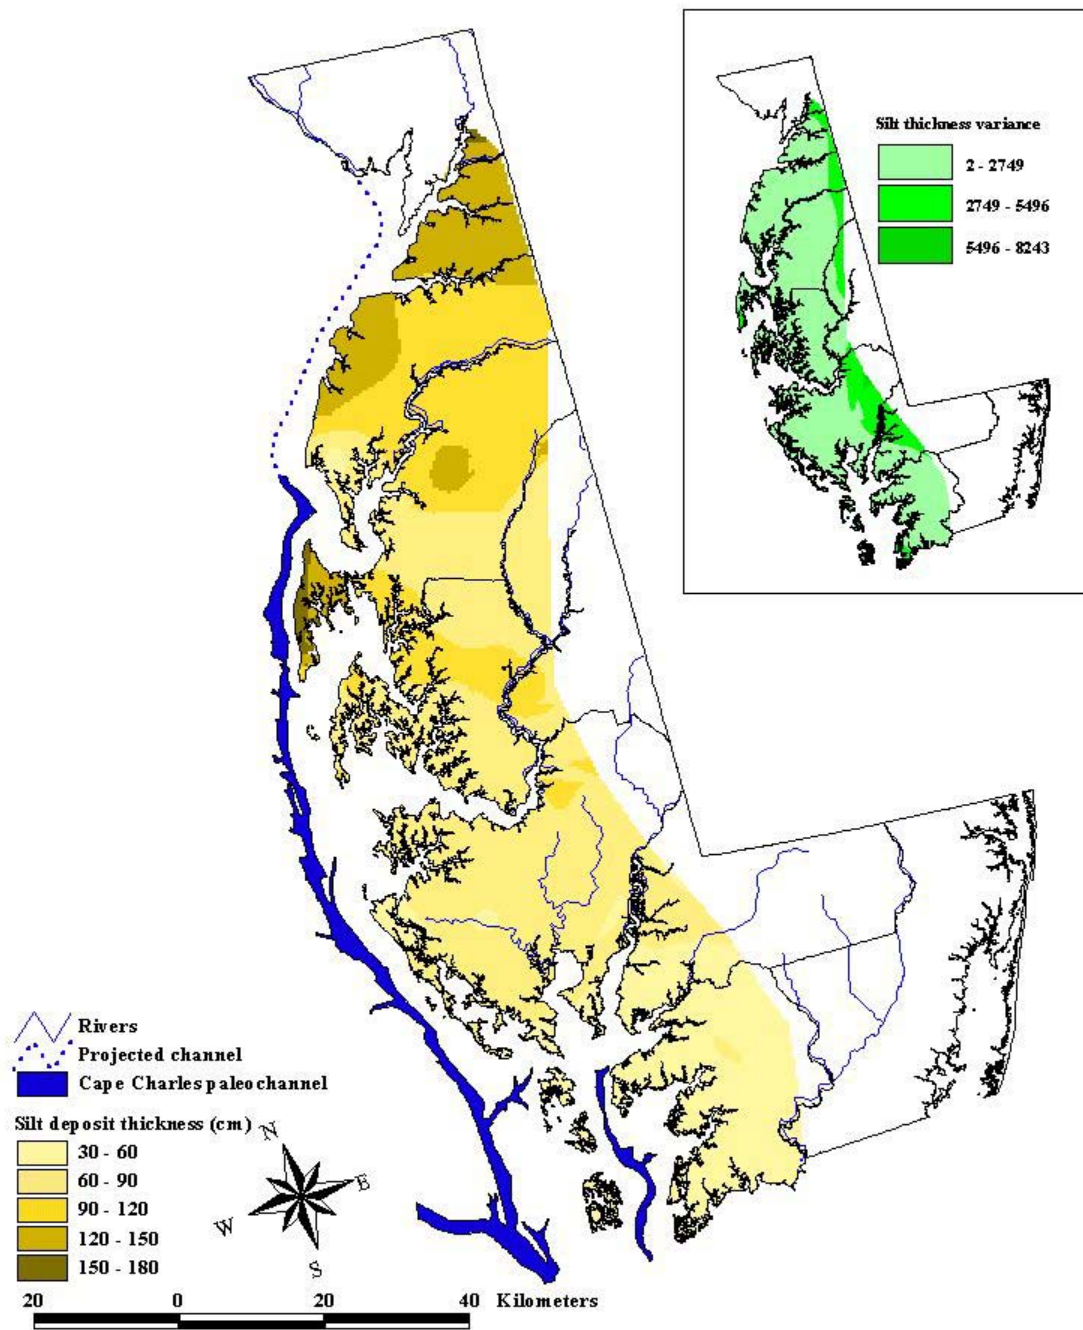 Silt thickness variance
2 - 2749
2749 - 5496
5496 - 8243
Rivers
Projected channel
Cape Charles paleochannel
Silt deposit thickness (cm)
30 - 60
60 - 90
90 - 120
120 - 150
150 - 180
N
E
W
S
20 0 20 40 Kilometers